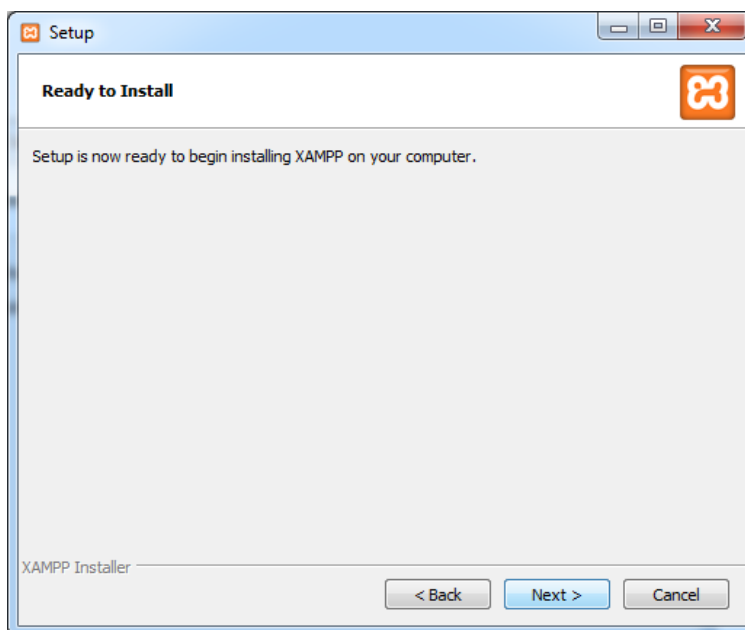 Setup
Ready to Install
Setup is now ready to begin installing XAMPP on your computer.
XAMPP Installer
< Back Next > Cancel